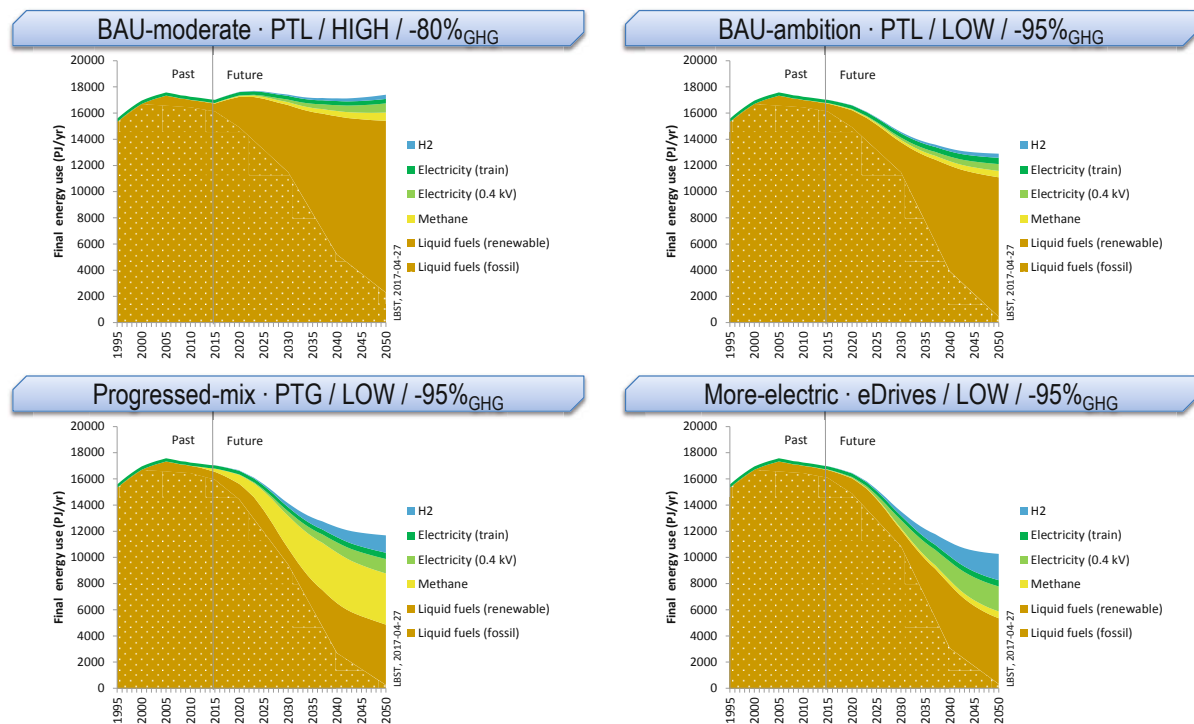 BAU-moderate · PTL / HIGH / -80%GHG
Final energy use (PJ/yr)
20000
18000
16000
14000
12000
10000
8000
6000
4000
2000
0
Past
Future
1995
2000
2005
2010
2015
2020
2025
2030
2035
2040
2045
2050
H2
Electricity (train)
Electricity (0.4 kV)
Methane
Liquid fuels (renewable)
Liquid fuels (fossil)
LBST, 2017-04-27
BAU-ambition · PTL / LOW / -95%GHG
Final energy use (PJ/yr)
20000
18000
16000
14000
12000
10000
8000
6000
4000
2000
0
Past
Future
1995
2000
2005
2010
2015
2020
2025
2030
2035
2040
2045
2050
H2
Electricity (train)
Electricity (0.4 kV)
Methane
Liquid fuels (renewable)
Liquid fuels (fossil)
LBST, 2017-04-27
Progressed-mix · PTG / LOW / -95%GHG
Final energy use (PJ/yr)
20000
18000
16000
14000
12000
10000
8000
6000
4000
2000
0
Past
Future
1995
2000
2005
2010
2015
2020
2025
2030
2035
2040
2045
2050
H2
Electricity (train)
Electricity (0.4 kV)
Methane
Liquid fuels (renewable)
Liquid fuels (fossil)
LBST, 2017-04-27
More-electric · eDrives / LOW / -95%GHG
Final energy use (PJ/yr)
20000
18000
16000
14000
12000
10000
8000
6000
4000
2000
0
Past
Future
1995
2000
2005
2010
2015
2020
2025
2030
2035
2040
2045
2050
H2
Electricity (train)
Electricity (0.4 kV)
Methane
Liquid fuels (renewable)
Liquid fuels (fossil)
LBST, 2017-04-27